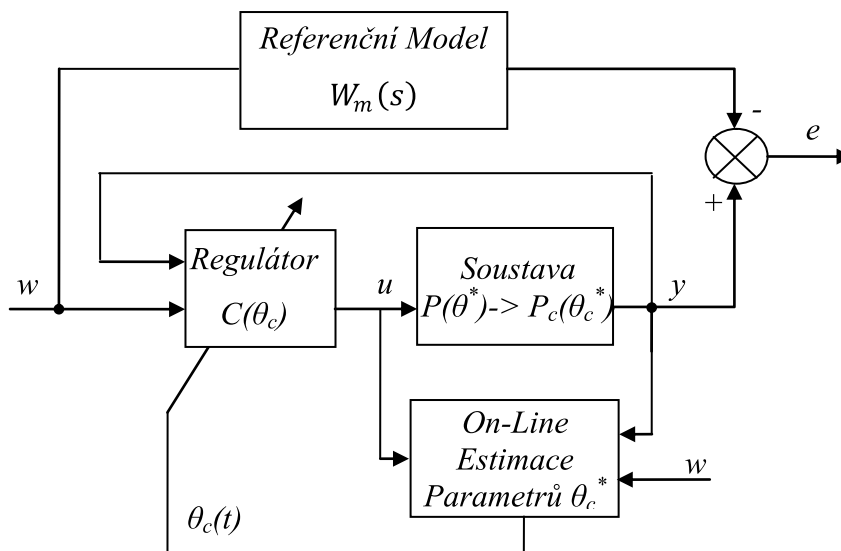 Referenční Model
W_m(s)
-
e
+
Regulátor
C(θ_c)
w
u
Soustava
P(θ^*)-> P_c(θ_c^*)
y
On-Line
Estimace
Parametrů θ_c^*
w
θ_c(t)